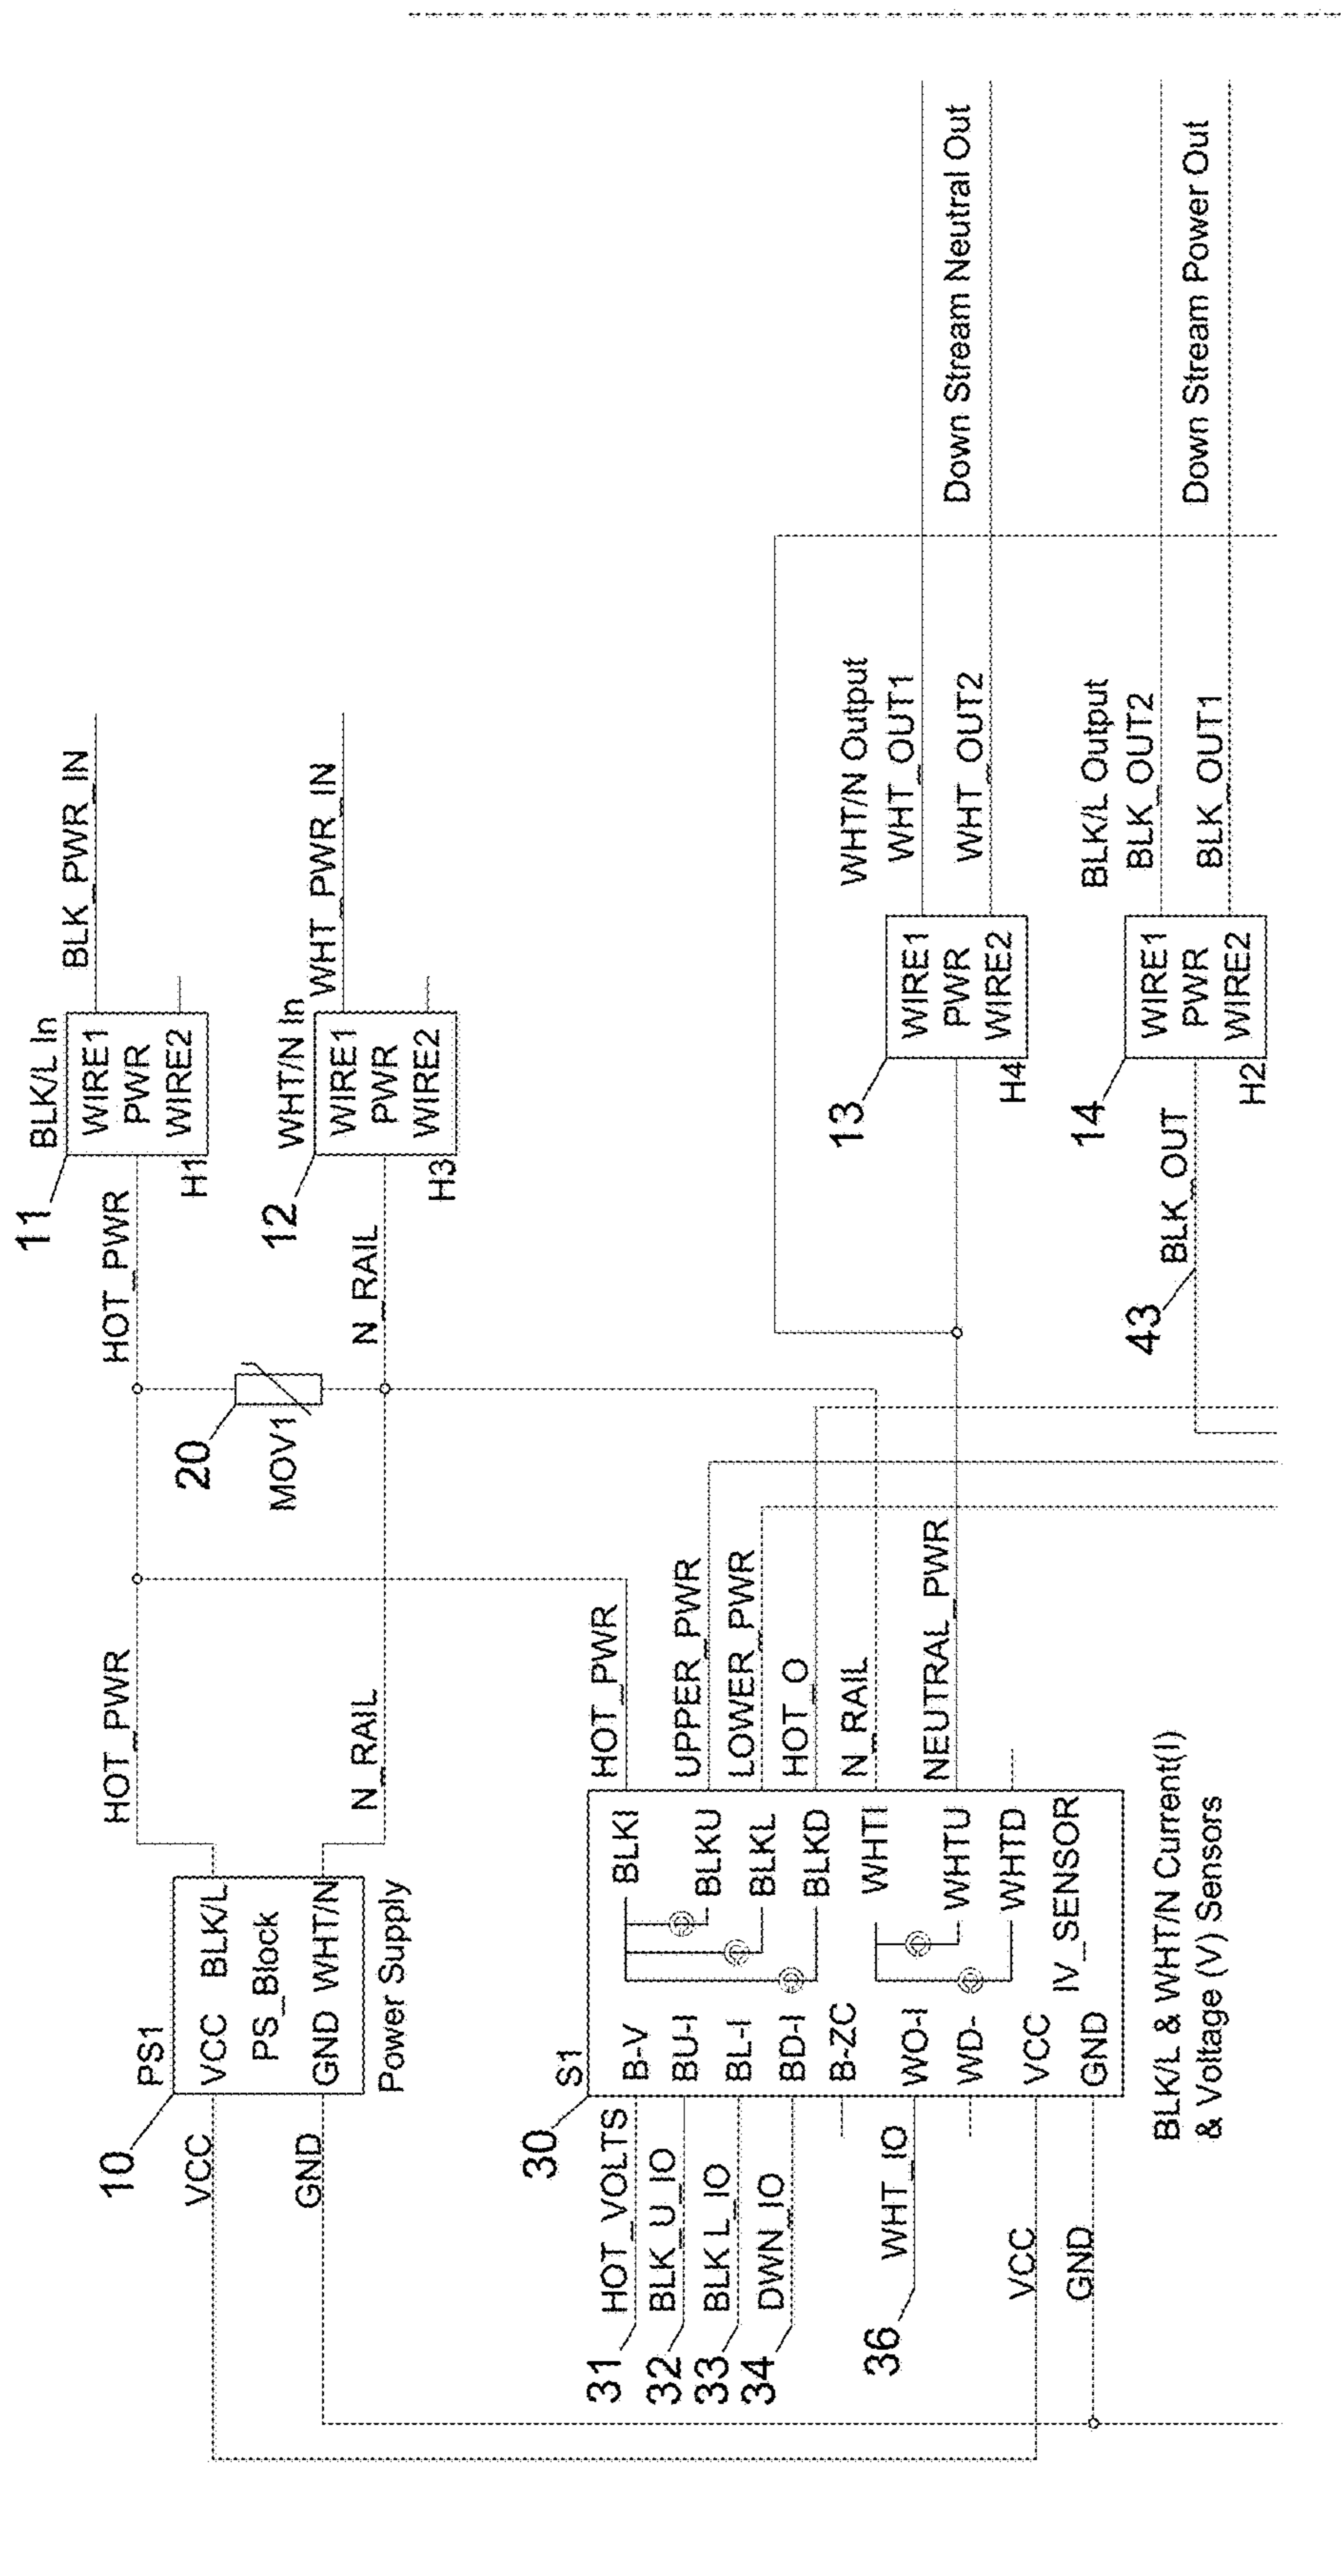 PS1
10
VCC BLK/L
PS_Block
GND WHT/N
Power Supply
VCC
GND
HOT_PWR
N_RAIL
20
MOV1
HOT_PWR
N_RAIL
11
BLK/L In
WIRE1
PWR
WIRE2
H1
BLK_PWR_IN
12
WHT/N In
WIRE1
PWR
WIRE2
H3
WHT_PWR_IN
30
S1
B-V BLKI
BU-I BLKU
BL-I BLKL
BD-I BLKD
B-ZC
WHTI
WO-I WHTU
WD- WHTD
VCC
IV_SENSOR
GND
BLK/L & WHT/N Current(I)
& Voltage (V) Sensors
31
HOT_VOLTS
32
BLK_U_IO
33
BLK L_IO
34
DWN_IO
36
WHT_IO
VCC
GND
HOT_PWR
UPPER_PWR
LOWER_PWR
HOT_O
N_RAIL
NEUTRAL_PWR
13
WIRE1
PWR
WIRE2
H4
WHT/N Output
WHT_OUT1
WHT_OUT2
Down Stream Neutral Out
43
BLK_OUT
14
WIRE1
PWR
WIRE2
H2
BLK/L Output
BLK_OUT2
BLK_OUT1
Down Stream Power Out